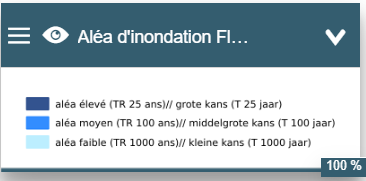 Aléa d'inondation Fl…
aléa élevé (TR 25 ans)// grote kans (T 25 jaar)
aléa moyen (TR 100 ans)// middelgrote kans (T 100 jaar)
aléa faible (TR 1000 ans)// kleine kans (T 1000 jaar)
100 %